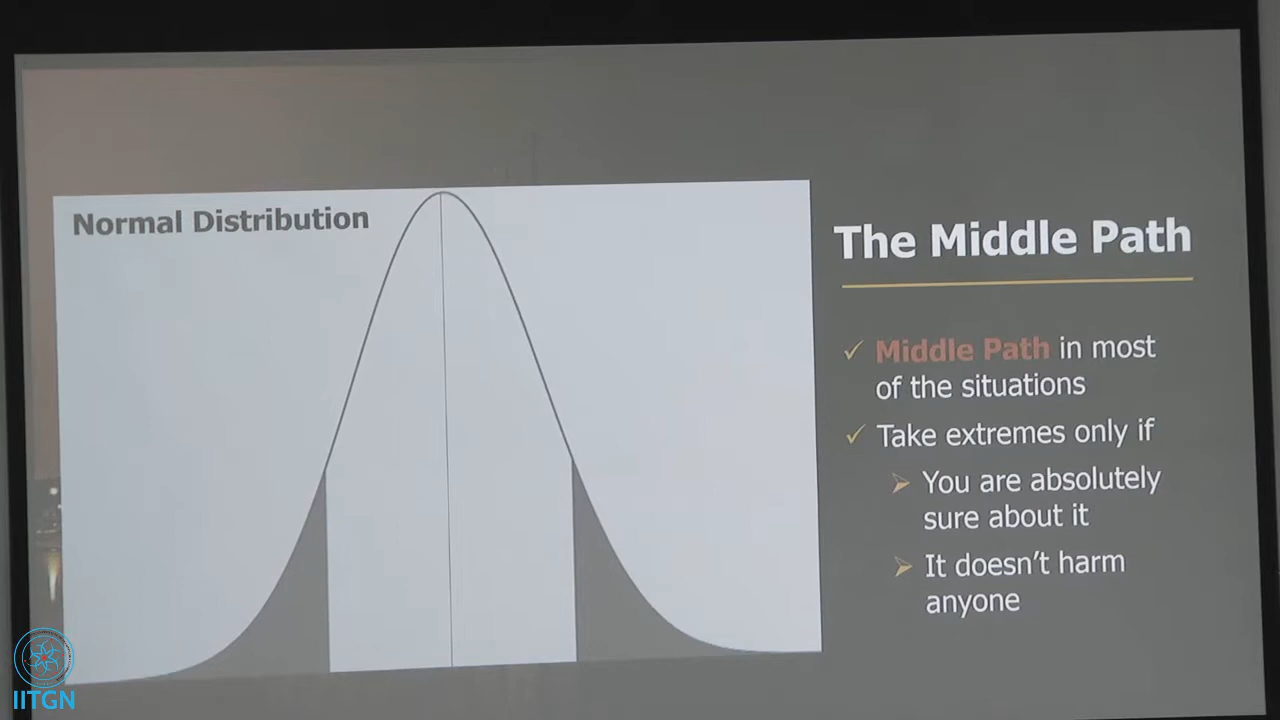 Normal Distribution
The Middle Path
Middle Path in most
of the situations
Take extremes only if
You are absolutely
sure about it
It doesn't harm
anyone
IITGN